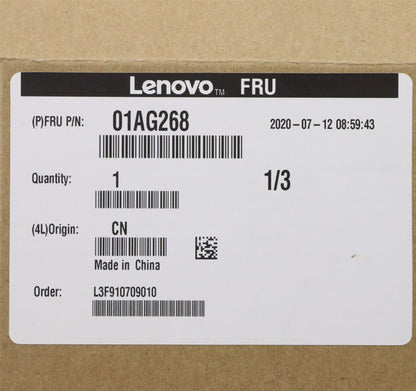 Lenovo™ FRU
(P)FRU P/N: 01AG268 2020-07-12 08:59:43
Quantity: 1 1/3
(4L)Origin: CN
Made in China
Order: L3F910709010